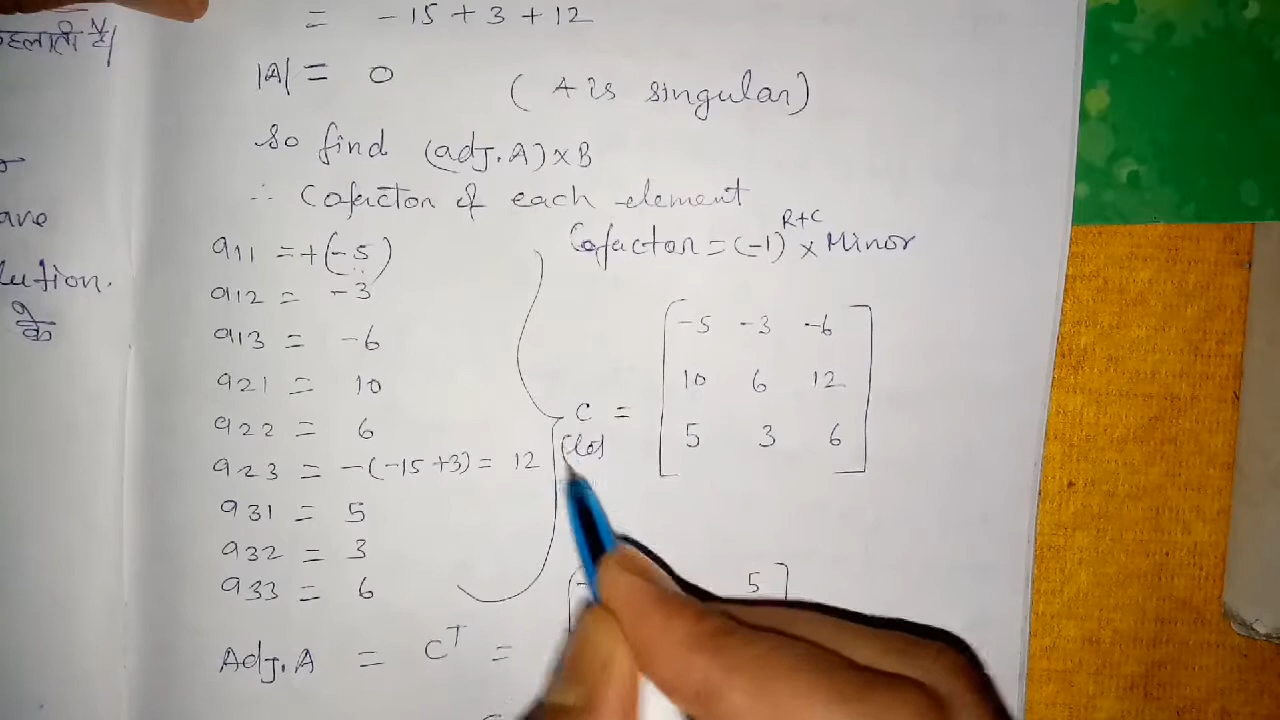 = -15 + 3 + 12
|A| = 0 (A is singular)
So find (adj.A)×B
∴ Cofactor of each element
Cofactor = (-1)^{R+C} × Minor
a11 = +(-5)
a12 = -3
a13 = -6
a21 = 10
a22 = 6
a23 = -(-15+3) = 12
a31 = 5
a32 = 3
a33 = 6
C =
-5 -3 -6
10 6 12
5 3 6
Adj.A = C^T =
5
are
lution.
के